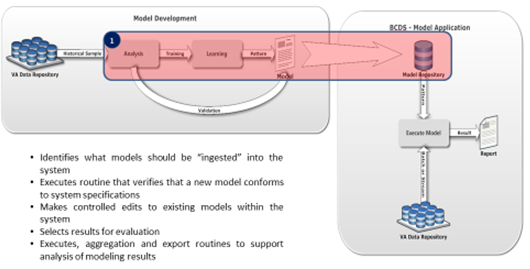 Model Development
BCDS - Model Application
1
Historical Sample
Analysis
Training
Learning
Pattern
Model
VA Data Repository
Validation
Model Repository
Pattern
Execute Model
Result
Report
Batch or Stream
VA Data Repository
• Identifies what models should be “ingested” into the
system
• Executes routine that verifies that a new model conforms
to system specifications
• Makes controlled edits to existing models within the
system
• Selects results for evaluation
• Executes, aggregation and export routines to support
analysis of modeling results